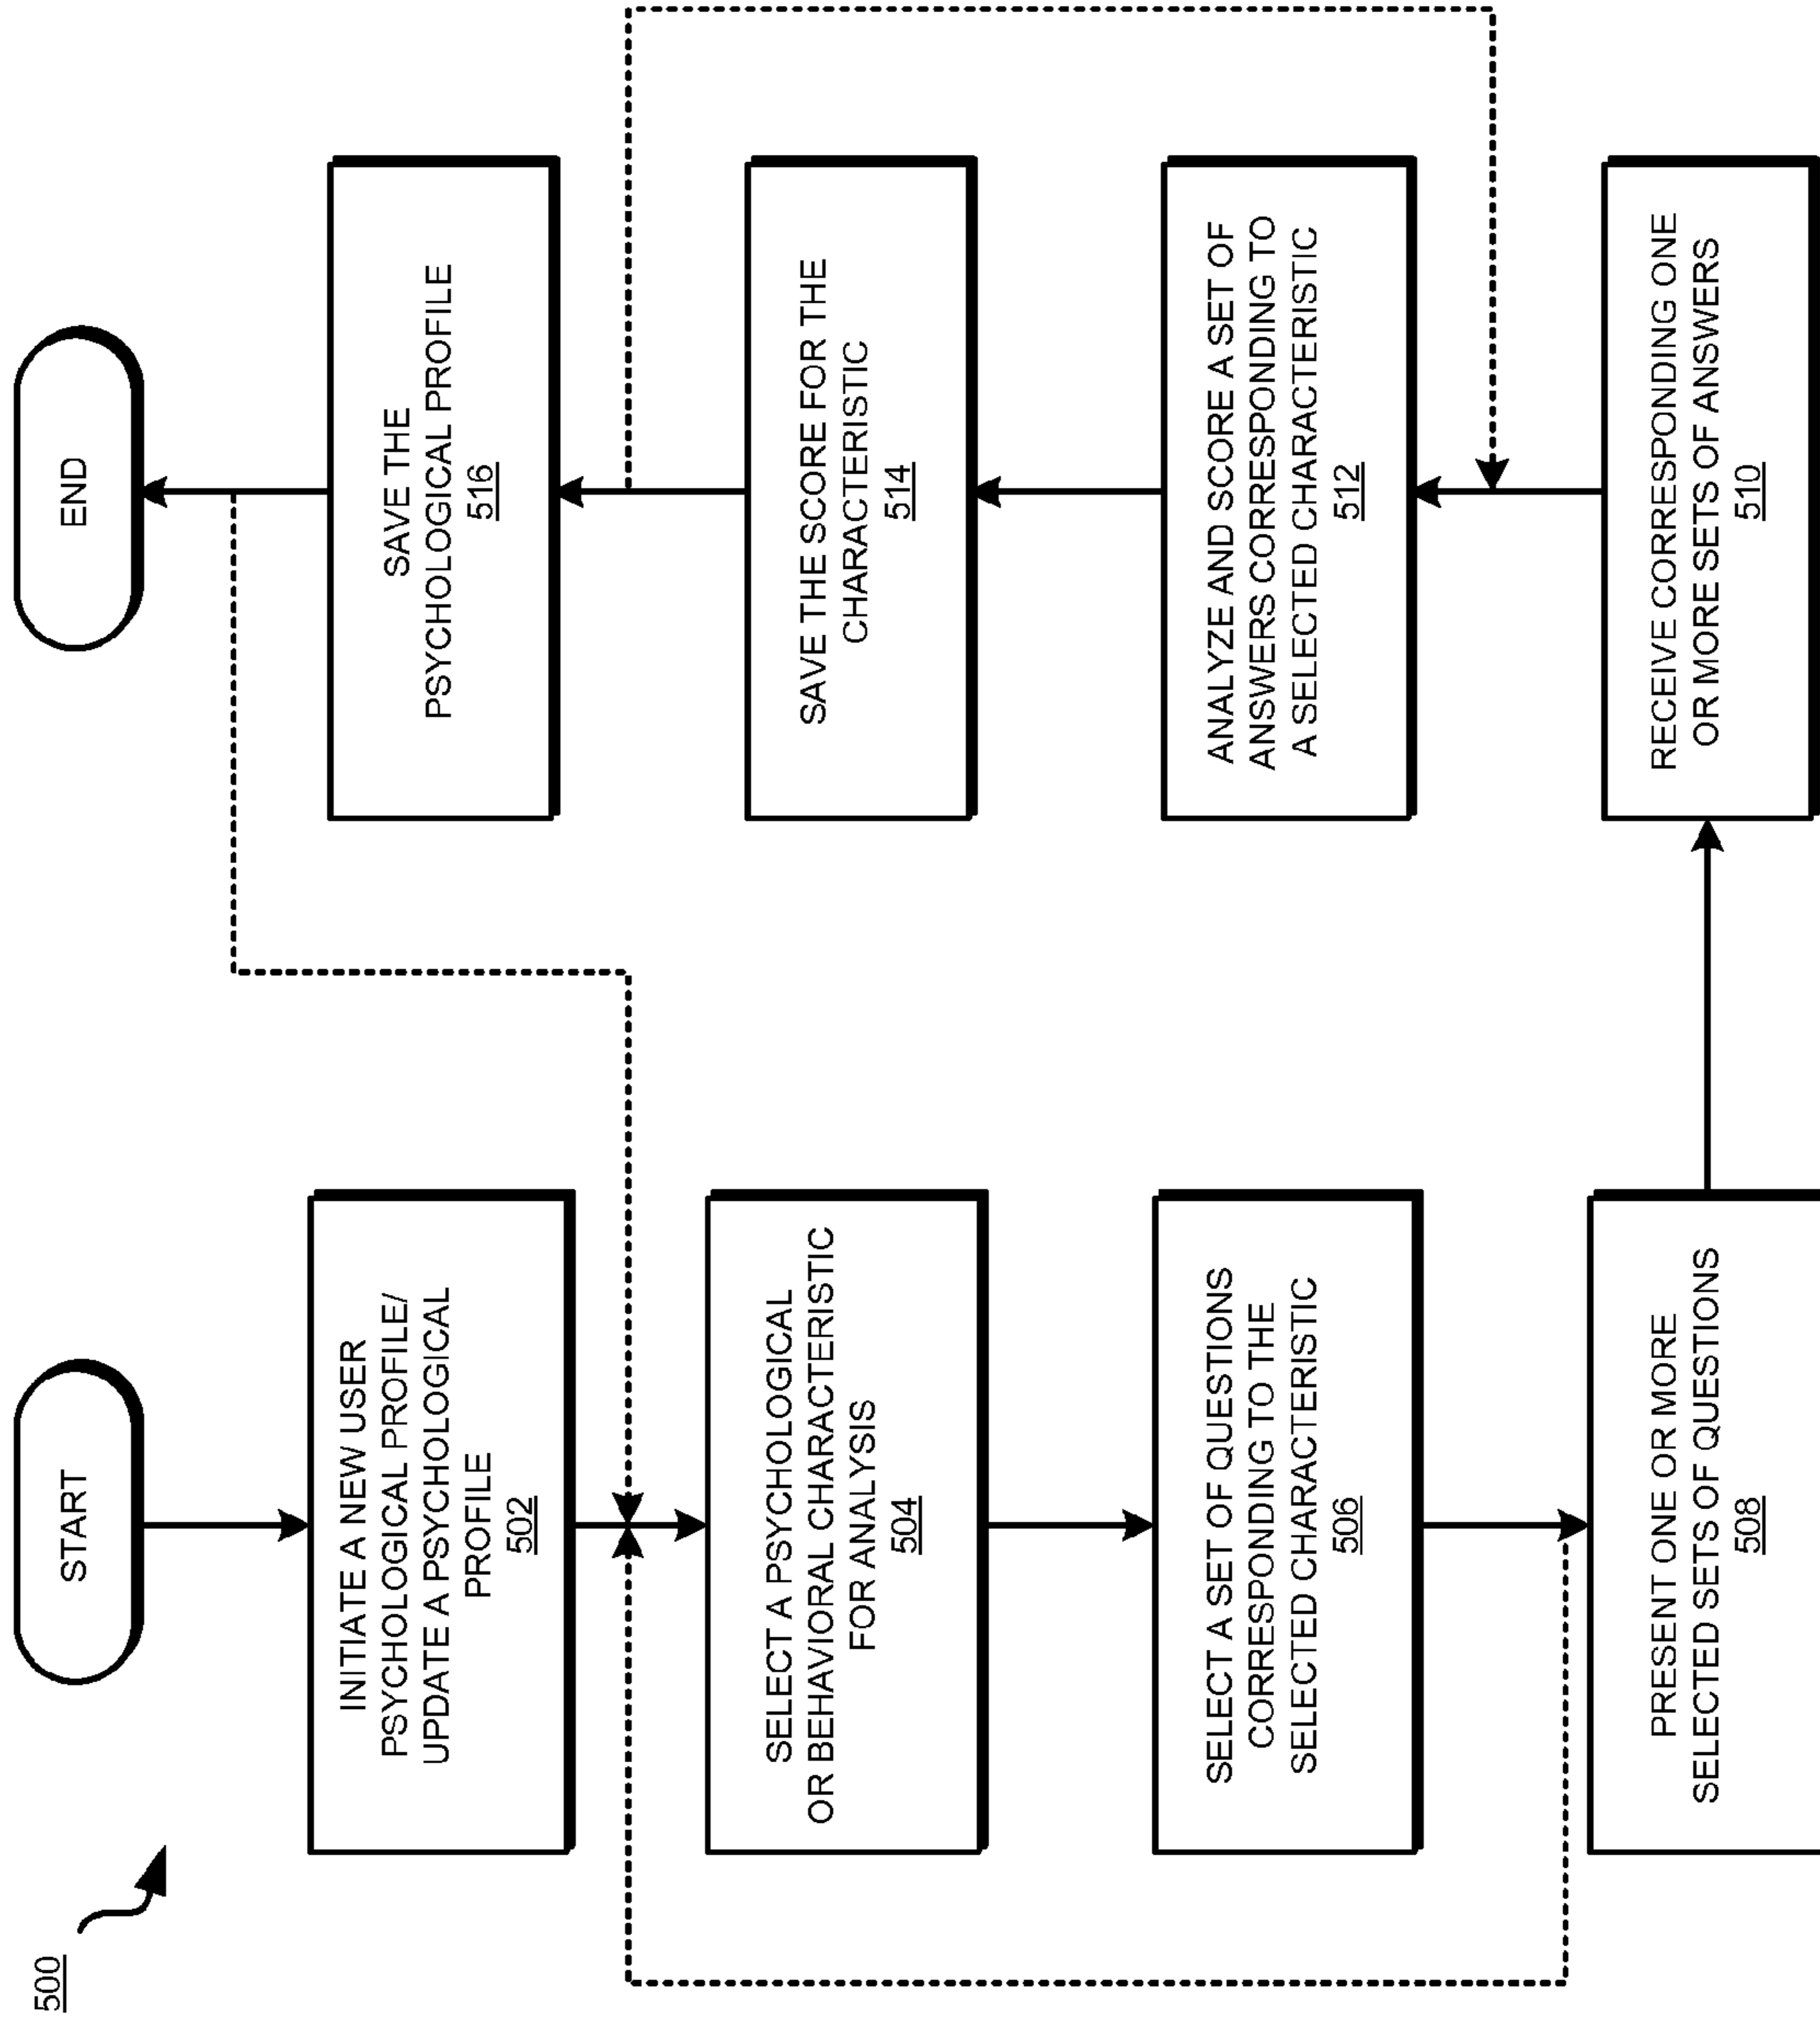 500
START
INITIATE A NEW USER
PSYCHOLOGICAL PROFILE/
UPDATE A PSYCHOLOGICAL
PROFILE
502
SELECT A PSYCHOLOGICAL
OR BEHAVIORAL CHARACTERISTIC
FOR ANALYSIS
504
SELECT A SET OF QUESTIONS
CORRESPONDING TO THE
SELECTED CHARACTERISTIC
506
PRESENT ONE OR MORE
SELECTED SETS OF QUESTIONS
508
RECEIVE CORRESPONDING ONE
OR MORE SETS OF ANSWERS
510
ANALYZE AND SCORE A SET OF
ANSWERS CORRESPONDING TO
A SELECTED CHARACTERISTIC
512
SAVE THE SCORE FOR THE
CHARACTERISTIC
514
SAVE THE
PSYCHOLOGICAL PROFILE
516
END